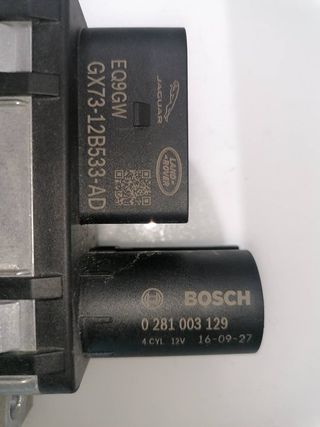 EQ9GW
GX73-12B533-AD
JAGUAR
LAND
ROVER
BOSCH
0 281 003 129
4 CYL 12V 16-09-27